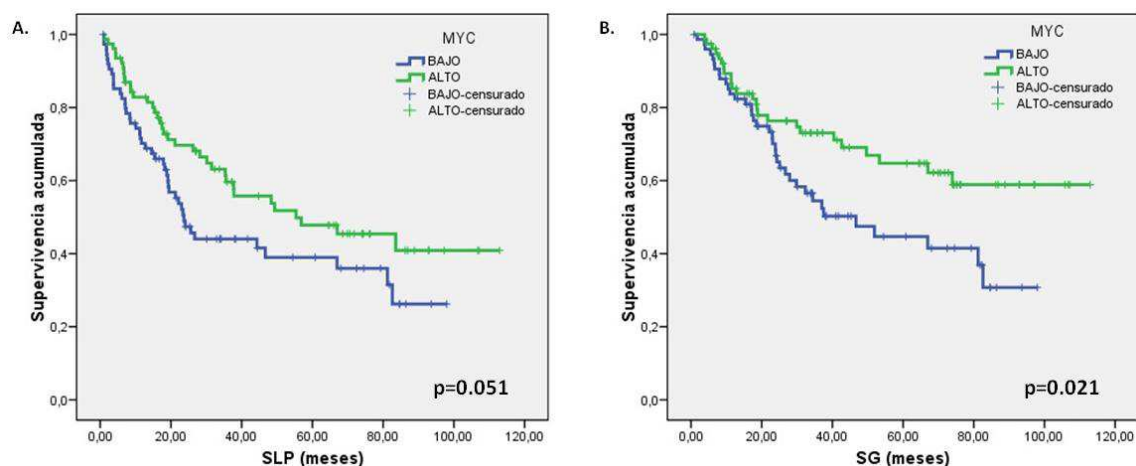 A.
MYC
BAJO
ALTO
BAJO-censurado
ALTO-censurado
Supervivencia acumulada
1,0
0,8
0,6
0,4
0,2
0,0
p=0.051
0,00 20,00 40,00 60,00 80,00 100,00 120,00
SLP (meses)
B.
MYC
BAJO
ALTO
BAJO-censurado
ALTO-censurado
Supervivencia acumulada
1,0
0,8
0,6
0,4
0,2
0,0
p=0.021
0,00 20,00 40,00 60,00 80,00 100,00 120,00
SG (meses)